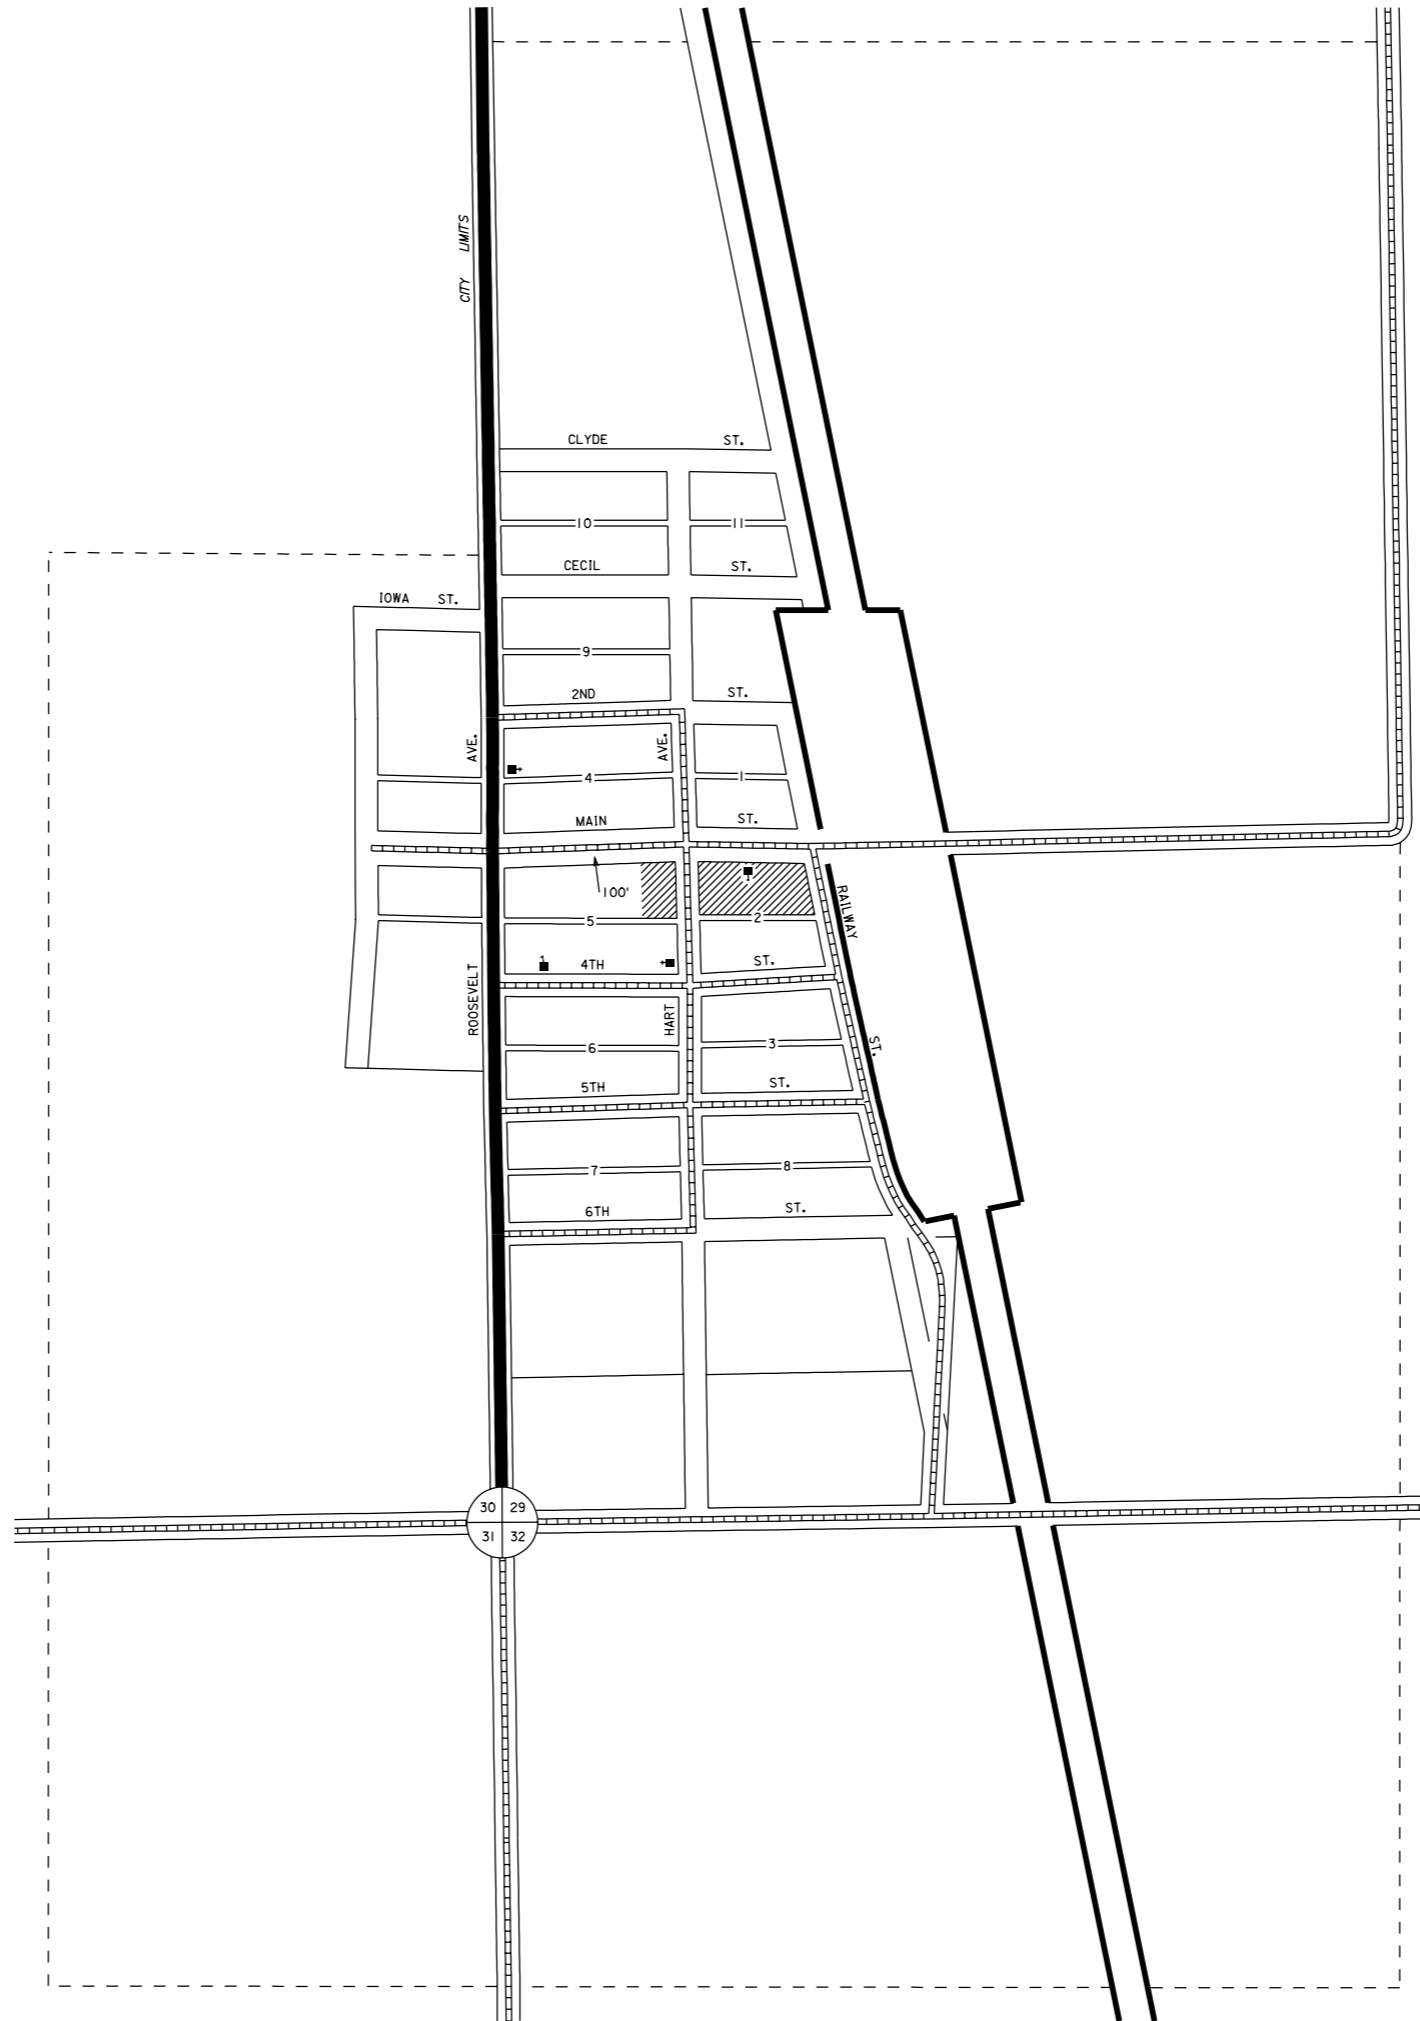 CITY LIMITS
CLYDE ST.
10 11
CECIL ST.
IOWA ST.
9
2ND ST.
AVE. AVE.
4 1
MAIN ST.
100'
5 2
RAILWAY ST.
4TH ST.
1
1
ROOSEVELT
HART
6 3
5TH ST.
7 8
6TH ST.
30 29
31 32